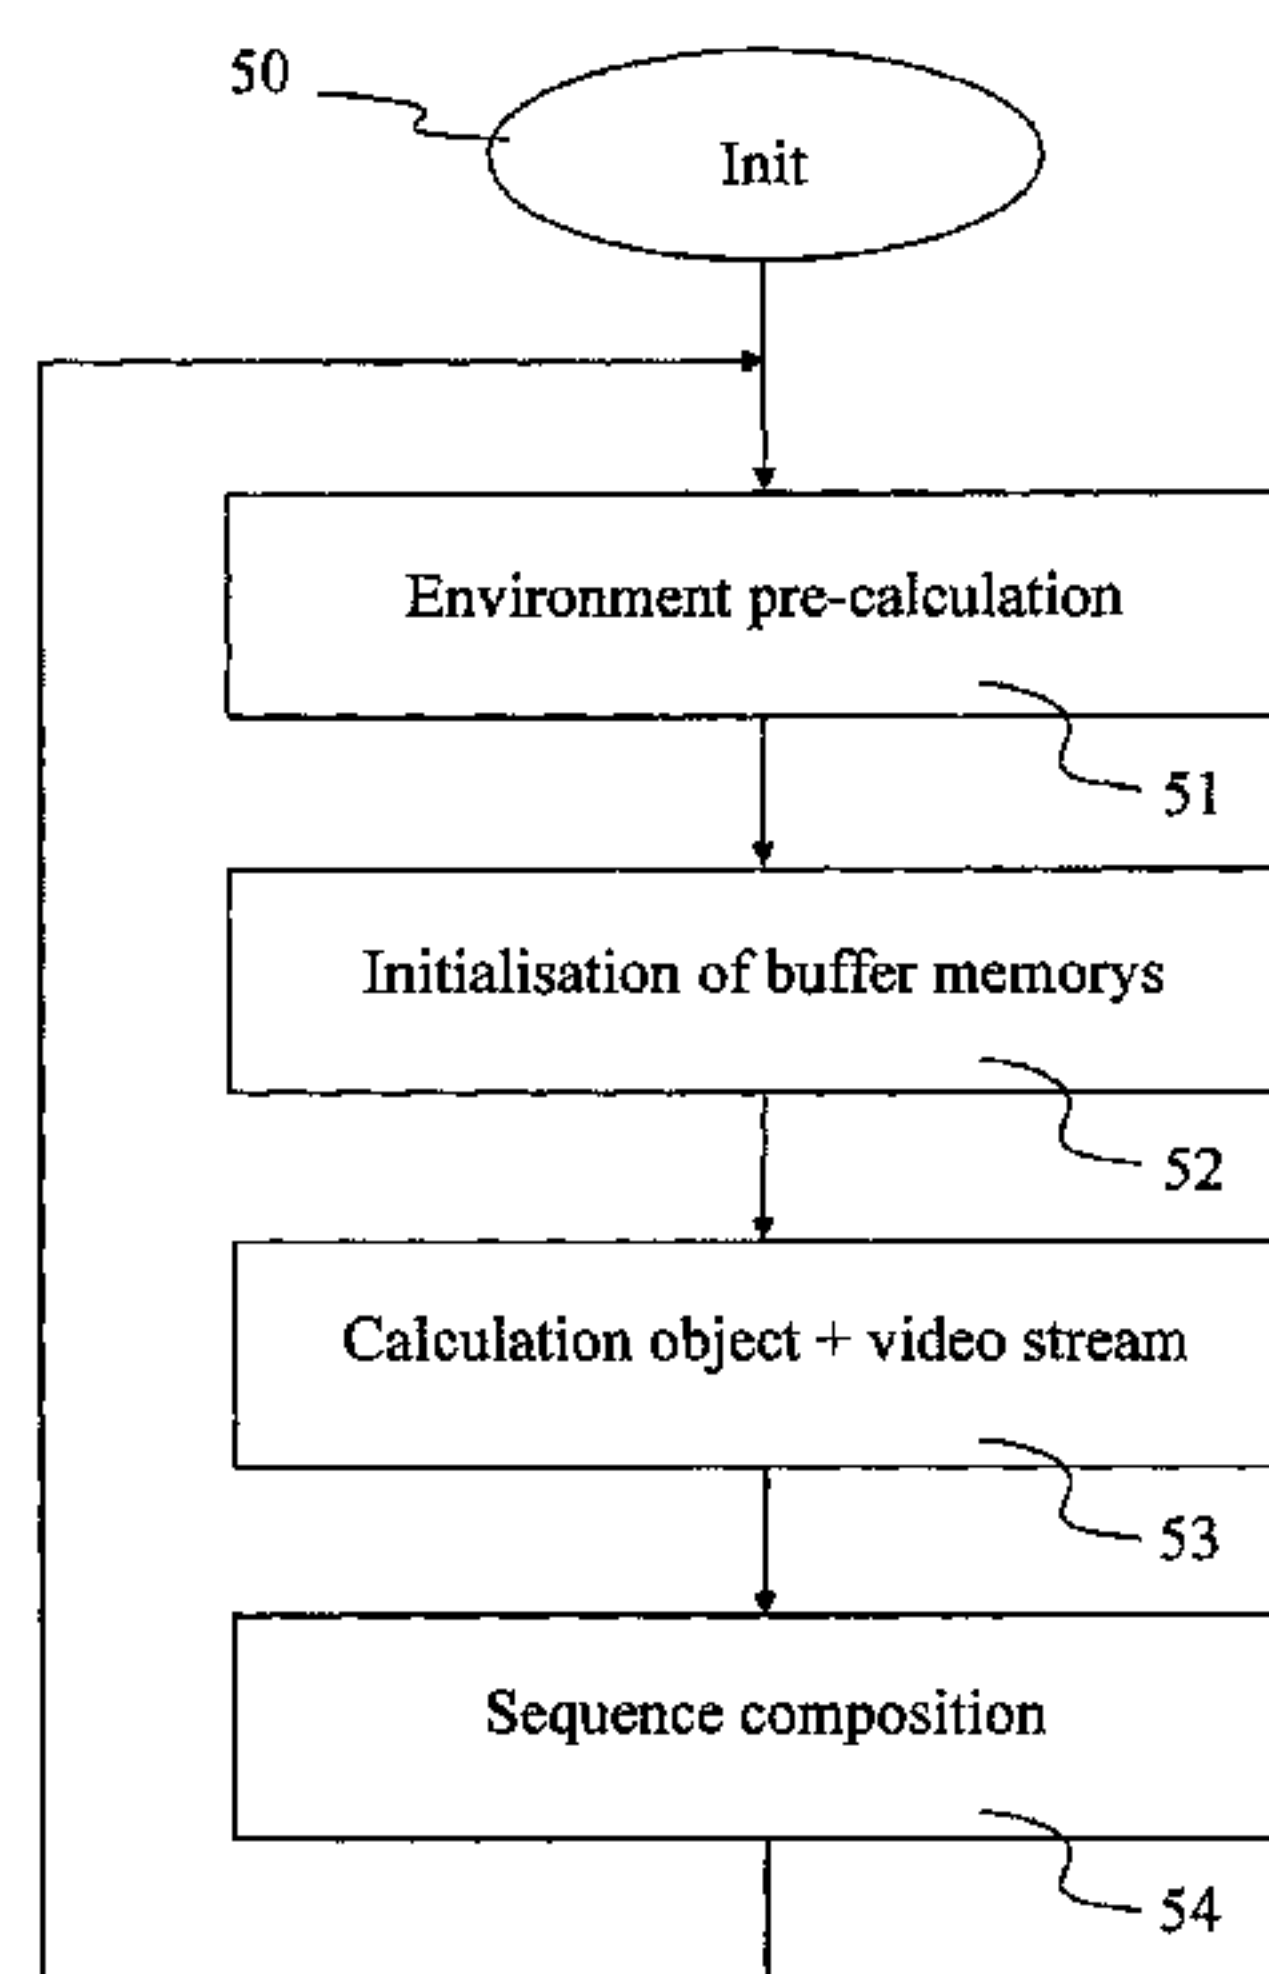 50
Init
Environment pre-calculation
51
Initialisation of buffer memorys
52
Calculation object + video stream
53
Sequence composition
54